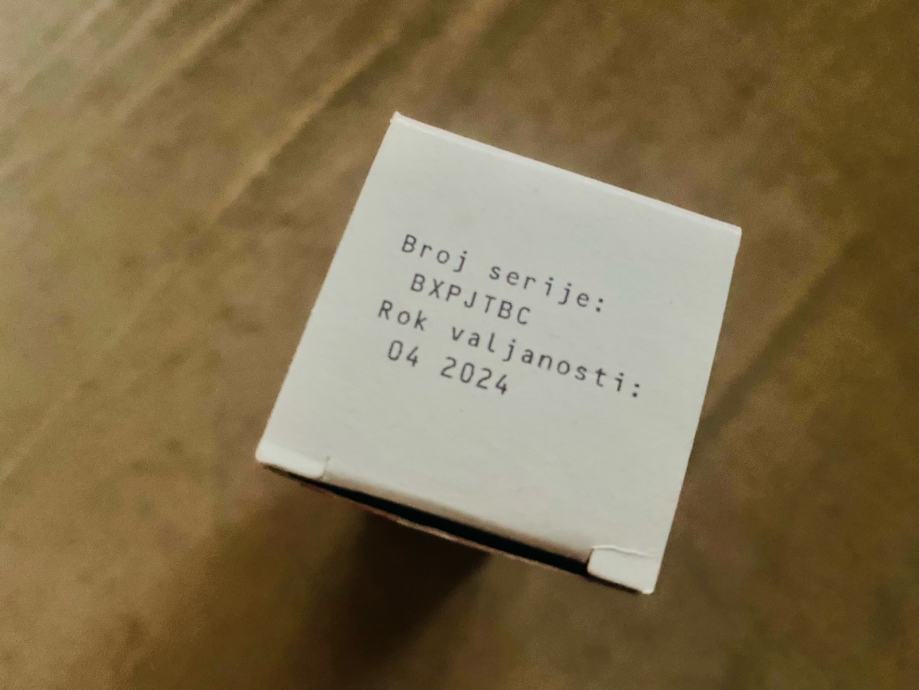 Broj serije:
BXPJTBC
Rok valjanosti:
04 2024